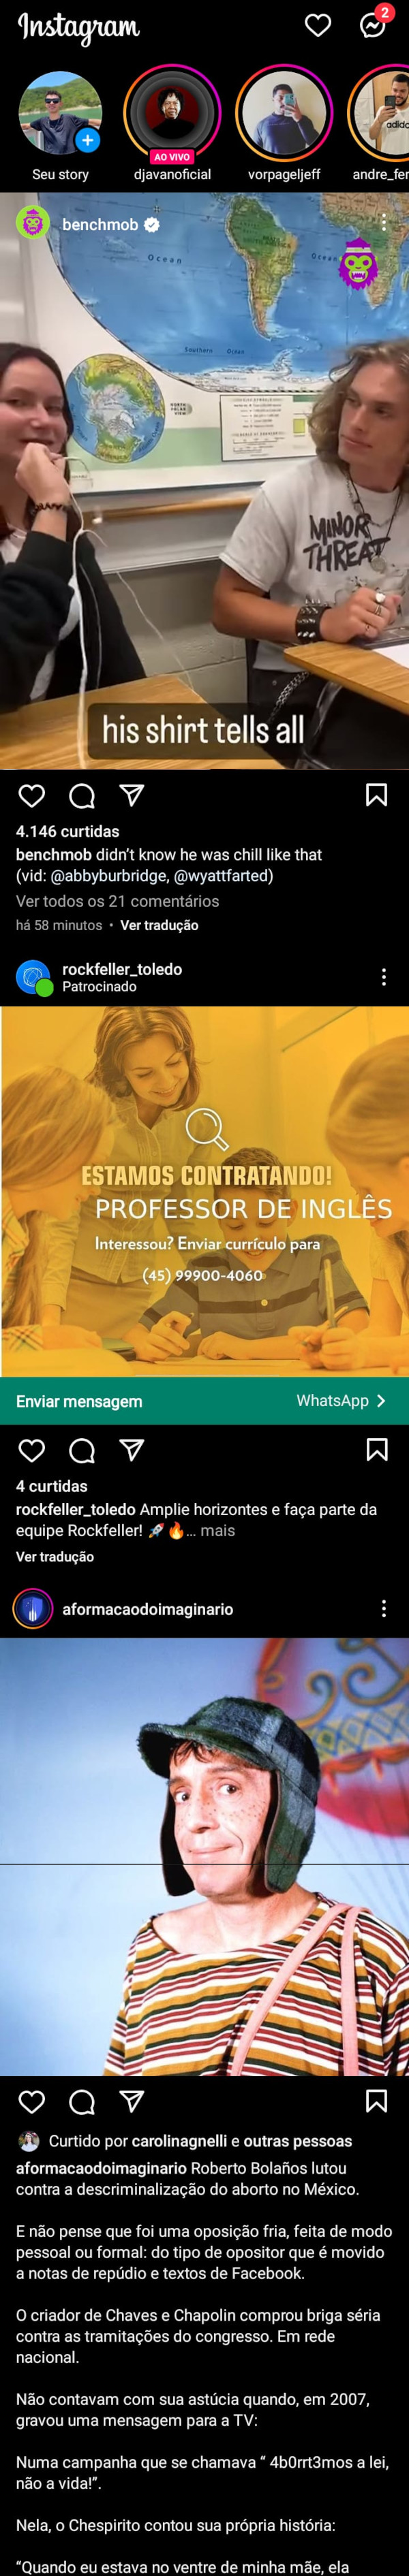 Instagram
2
AO VIVO
adida
Seu story
djavanoficial
vorpageljeff
andre_fer
benchmob
Ocean
Ocean
Southern Ocean
MINOR
THREAT
his shirt tells all
4.146 curtidas
benchmob didn't know he was chill like that
(vid: @abbyburbridge, @wyattfarted)
Ver todos os 21 comentários
há 58 minutos • Ver tradução
rockfeller_toledo
Patrocinado
ESTAMOS CONTRATANDO!
PROFESSOR DE INGLÊS
Interessou? Enviar currículo para
(45) 99900-4060
Enviar mensagem
WhatsApp
4 curtidas
rockfeller_toledo Amplie horizontes e faça parte da
equipe Rockfeller! 🚀🔥... mais
Ver tradução
aformacaodoimaginario
Curtido por carolinagnelli e outras pessoas
aformacaodoimaginario Roberto Bolaños lutou
contra a descriminalização do aborto no México.
E não pense que foi uma oposição fria, feita de modo
pessoal ou formal: do tipo de opositor que é movido
a notas de repúdio e textos de Facebook.
O criador de Chaves e Chapolin comprou briga séria
contra as tramitações do congresso. Em rede
nacional.
Não contavam com sua astúcia quando, em 2007,
gravou uma mensagem para a TV:
Numa campanha que se chamava “ 4b0rrt3mos a lei,
não a vida!”.
Nela, o Chespirito contou sua própria história:
“Quando eu estava no ventre de minha mãe, ela